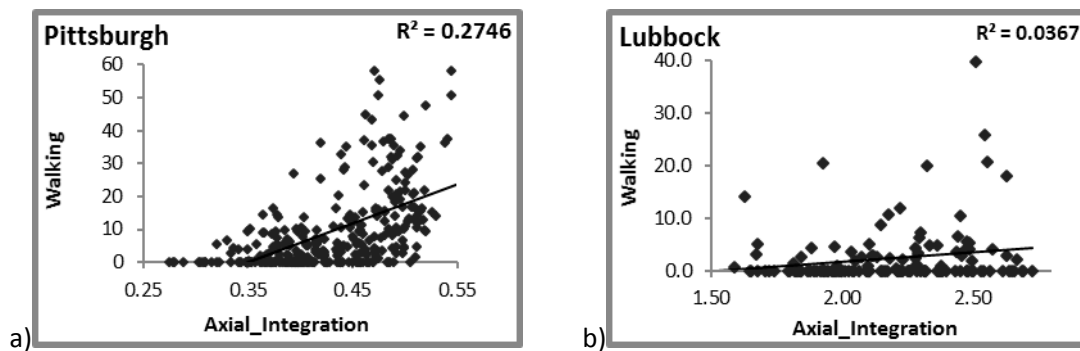 Pittsburgh
R² = 0.2746
60
50
40
30
20
10
0
Walking
0.25 0.35 0.45 0.55
Axial_Integration
a)
Lubbock
R² = 0.0367
40.0
30.0
20.0
10.0
0.0
Walking
1.50 2.00 2.50
Axial_Integration
b)